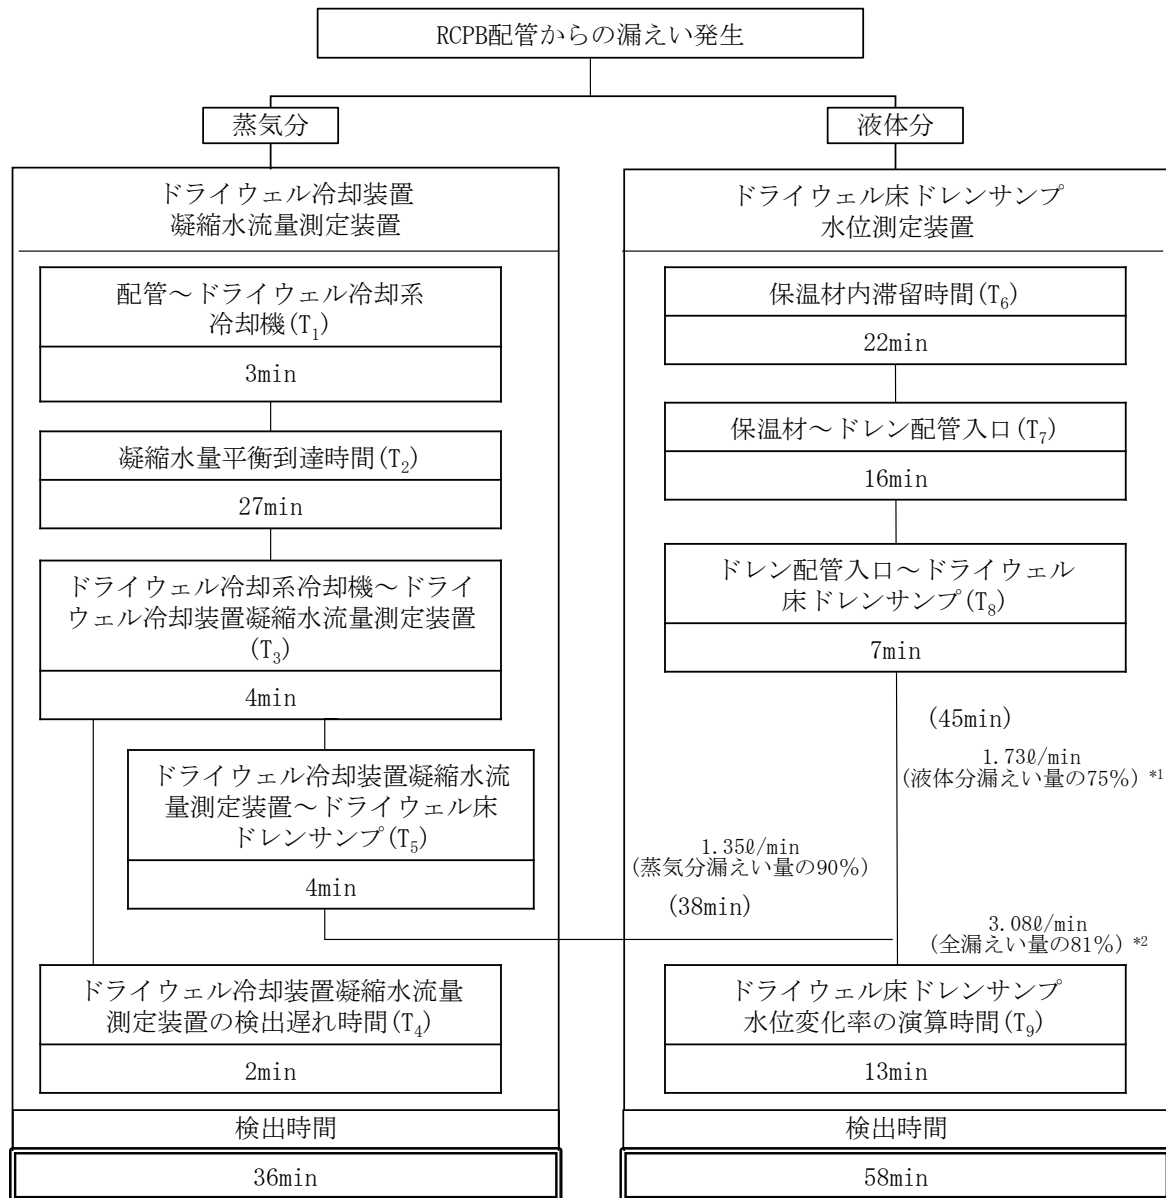 RCPB配管からの漏えい発生
蒸気分
ドライウェル冷却装置
凝縮水流量測定装置
配管～ドライウェル冷却系
冷却機(T1)
3min
凝縮水量平衡到達時間(T2)
27min
ドライウェル冷却系冷却機～ドライ
ウェル冷却装置凝縮水流量測定装置
(T3)
4min
ドライウェル冷却装置凝縮水流
量測定装置～ドライウェル床
ドレンサンプ(T5)
4min
ドライウェル冷却装置凝縮水流量
測定装置の検出遅れ時間(T4)
2min
検出時間
36min
液体分
ドライウェル床ドレンサンプ
水位測定装置
保温材内滞留時間(T6)
22min
保温材～ドレン配管入口(T7)
16min
ドレン配管入口～ドライウェル
床ドレンサンプ(T8)
7min
(45min)
1.73ℓ/min
(液体分漏えい量の75%) *1
1.35ℓ/min
(蒸気分漏えい量の90%)
(38min)
3.08ℓ/min
(全漏えい量の81%) *2
ドライウェル床ドレンサンプ
水位変化率の演算時間(T9)
13min
検出時間
58min